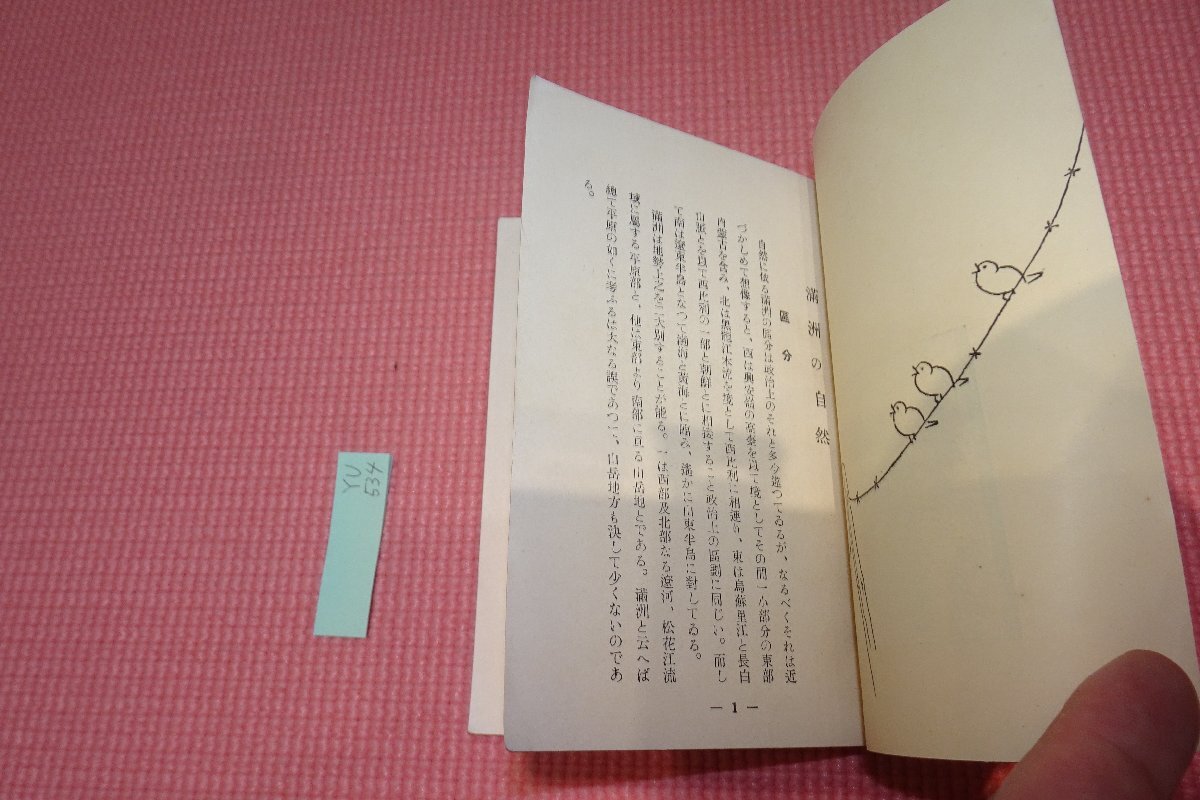 滿洲の自然
區分
自然に依る滿洲の區分は政治上のそれと多少違つてゐるが、なるべくそれは近
づかしめて想像すると、西は興安嶺の東麓を以て境としてその間一小部分の東部
內蒙古を含み、北は黑龍江本流を境として西比利に相連り、東は烏蘇里江と長白
山脈とを以て西比利の一部と朝鮮とに相接すること政治上の區劃に同じい。而し
て南は遼東半島となつて渤海と黃海とに臨み、遙かに山東半島に對してゐる。
滿洲は地勢上之を二大別することが能る。一は西部及北部なる遼河、松花江流
域に屬する平原部と、他は東部より南部に亘る山岳地とである。滿洲と云へば
總て平原の如くに考ふるは大なる誤であつて、山岳地方も決して少くないのであ
る。
— 1 —
YU
534